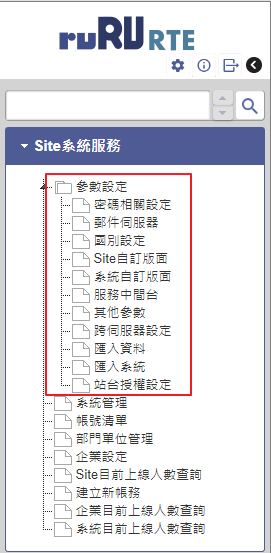 ruRU RTE
Site系統服務
參數設定
密碼相關設定
郵件伺服器
國別設定
Site自訂版面
系統自訂版面
服務中間台
其他參數
跨伺服器設定
匯入資料
匯入系統
站台授權設定
系統管理
帳號清單
部門單位管理
企業設定
Site目前上線人數查詢
建立新帳務
企業目前上線人數查詢
系統目前上線人數查詢